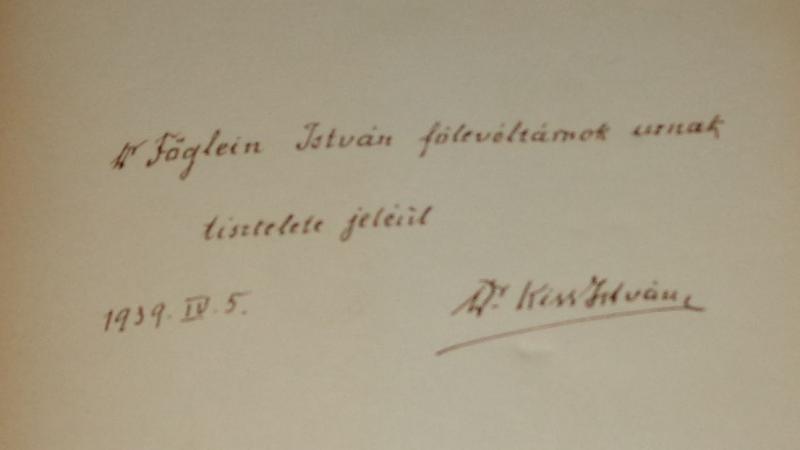 Dr Föglein István főlevéltárnok urnak
tisztelete jeléül
1939. IV. 5.
Dr. Kiss István